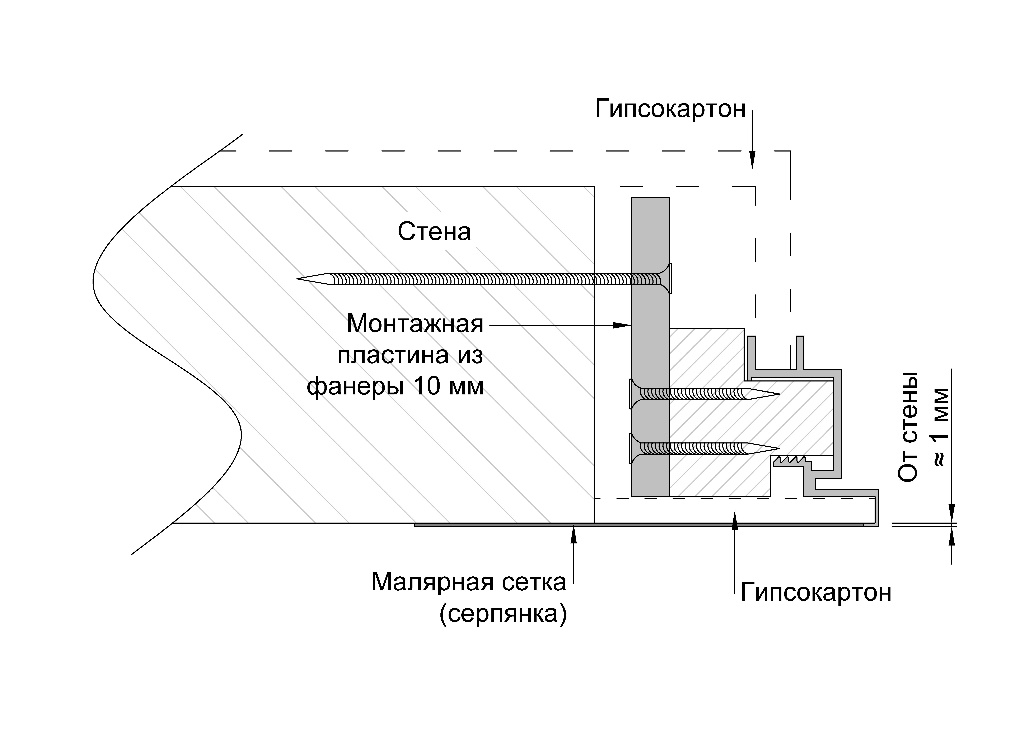 Гипсокартон
Стена
Монтажная
пластина из
фанеры 10 мм
От стены
≈ 1 мм
Малярная сетка
(серпянка)
Гипсокартон